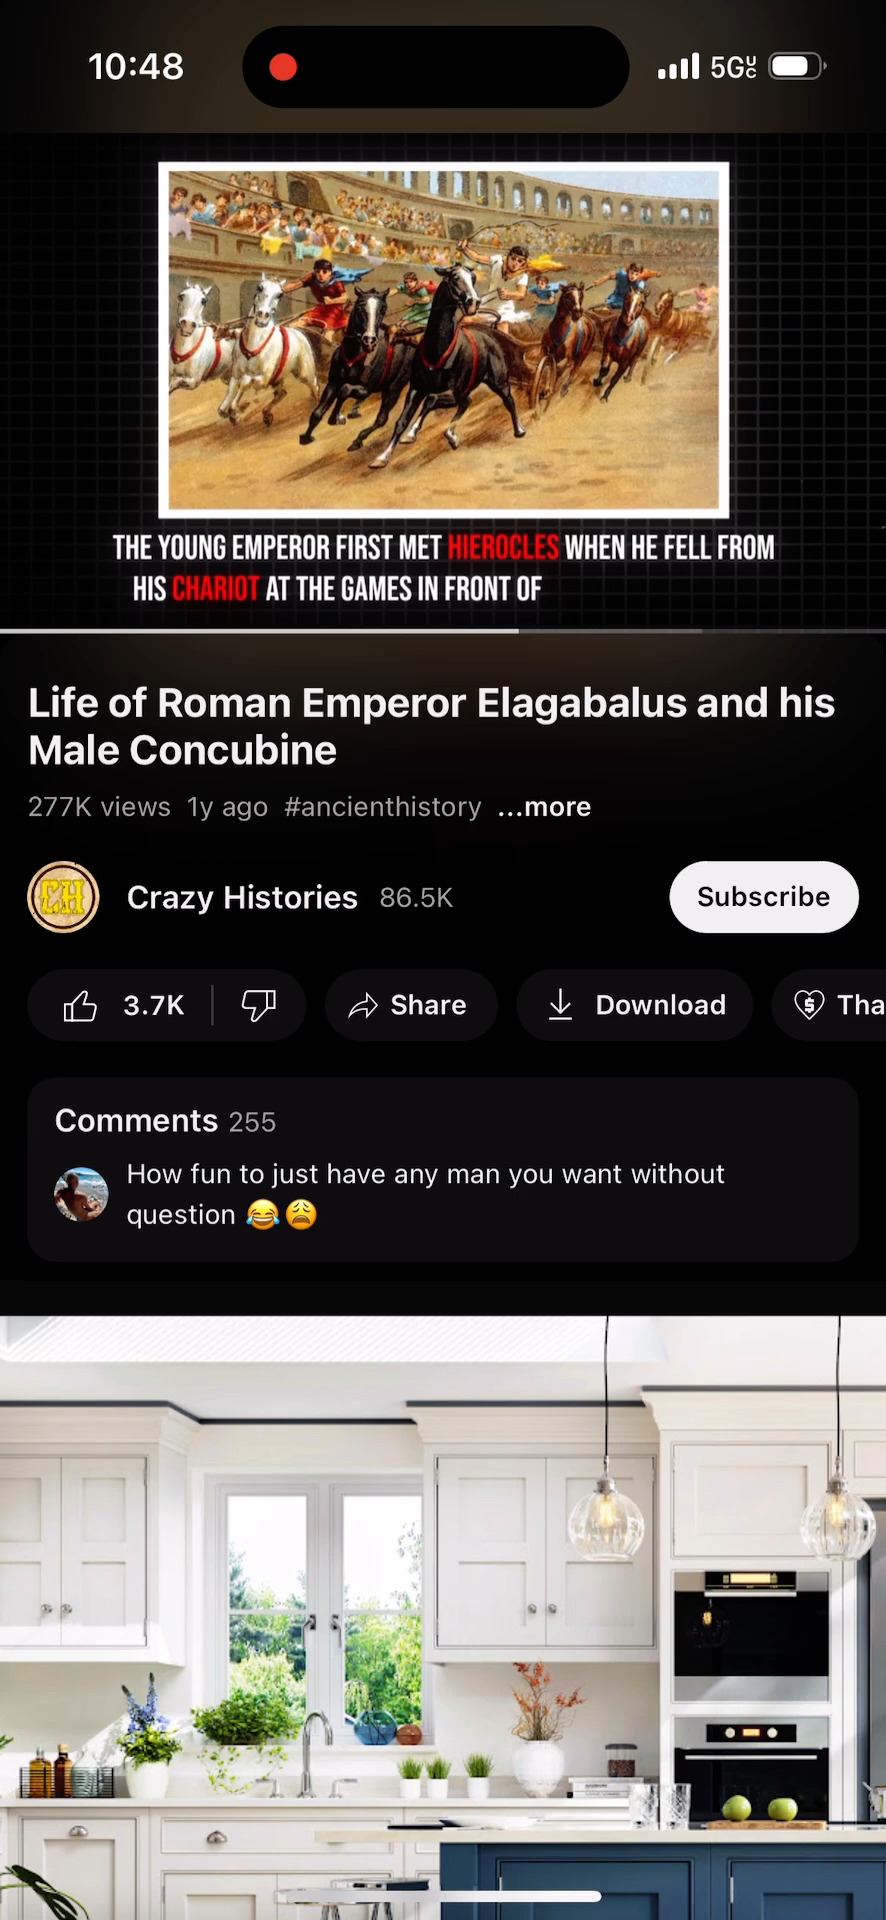 10:48
5G UC
THE YOUNG EMPEROR FIRST MET HIEROCLES WHEN HE FELL FROM
HIS CHARIOT AT THE GAMES IN FRONT OF
Life of Roman Emperor Elagabalus and his
Male Concubine
277K views 1y ago #ancienthistory ...more
CH
Crazy Histories 86.5K
Subscribe
3.7K
Share
Download
Tha
Comments 255
How fun to just have any man you want without
question 😂😩